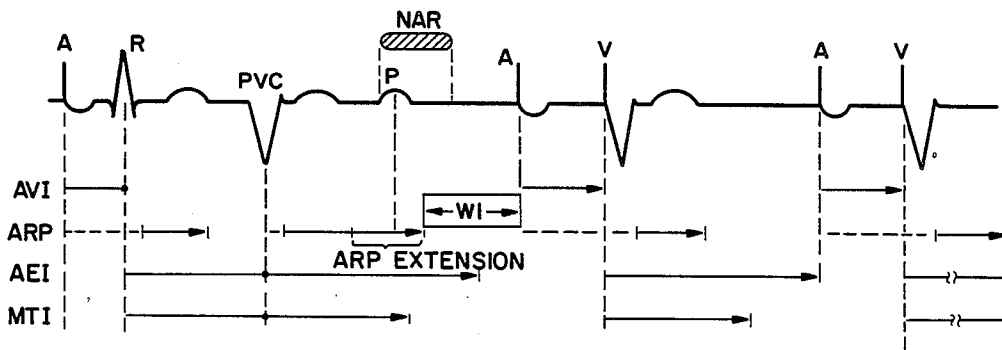 NAR
A R A V A V
PVC P
AVI
WI
ARP
ARP EXTENSION
AEI
MTI